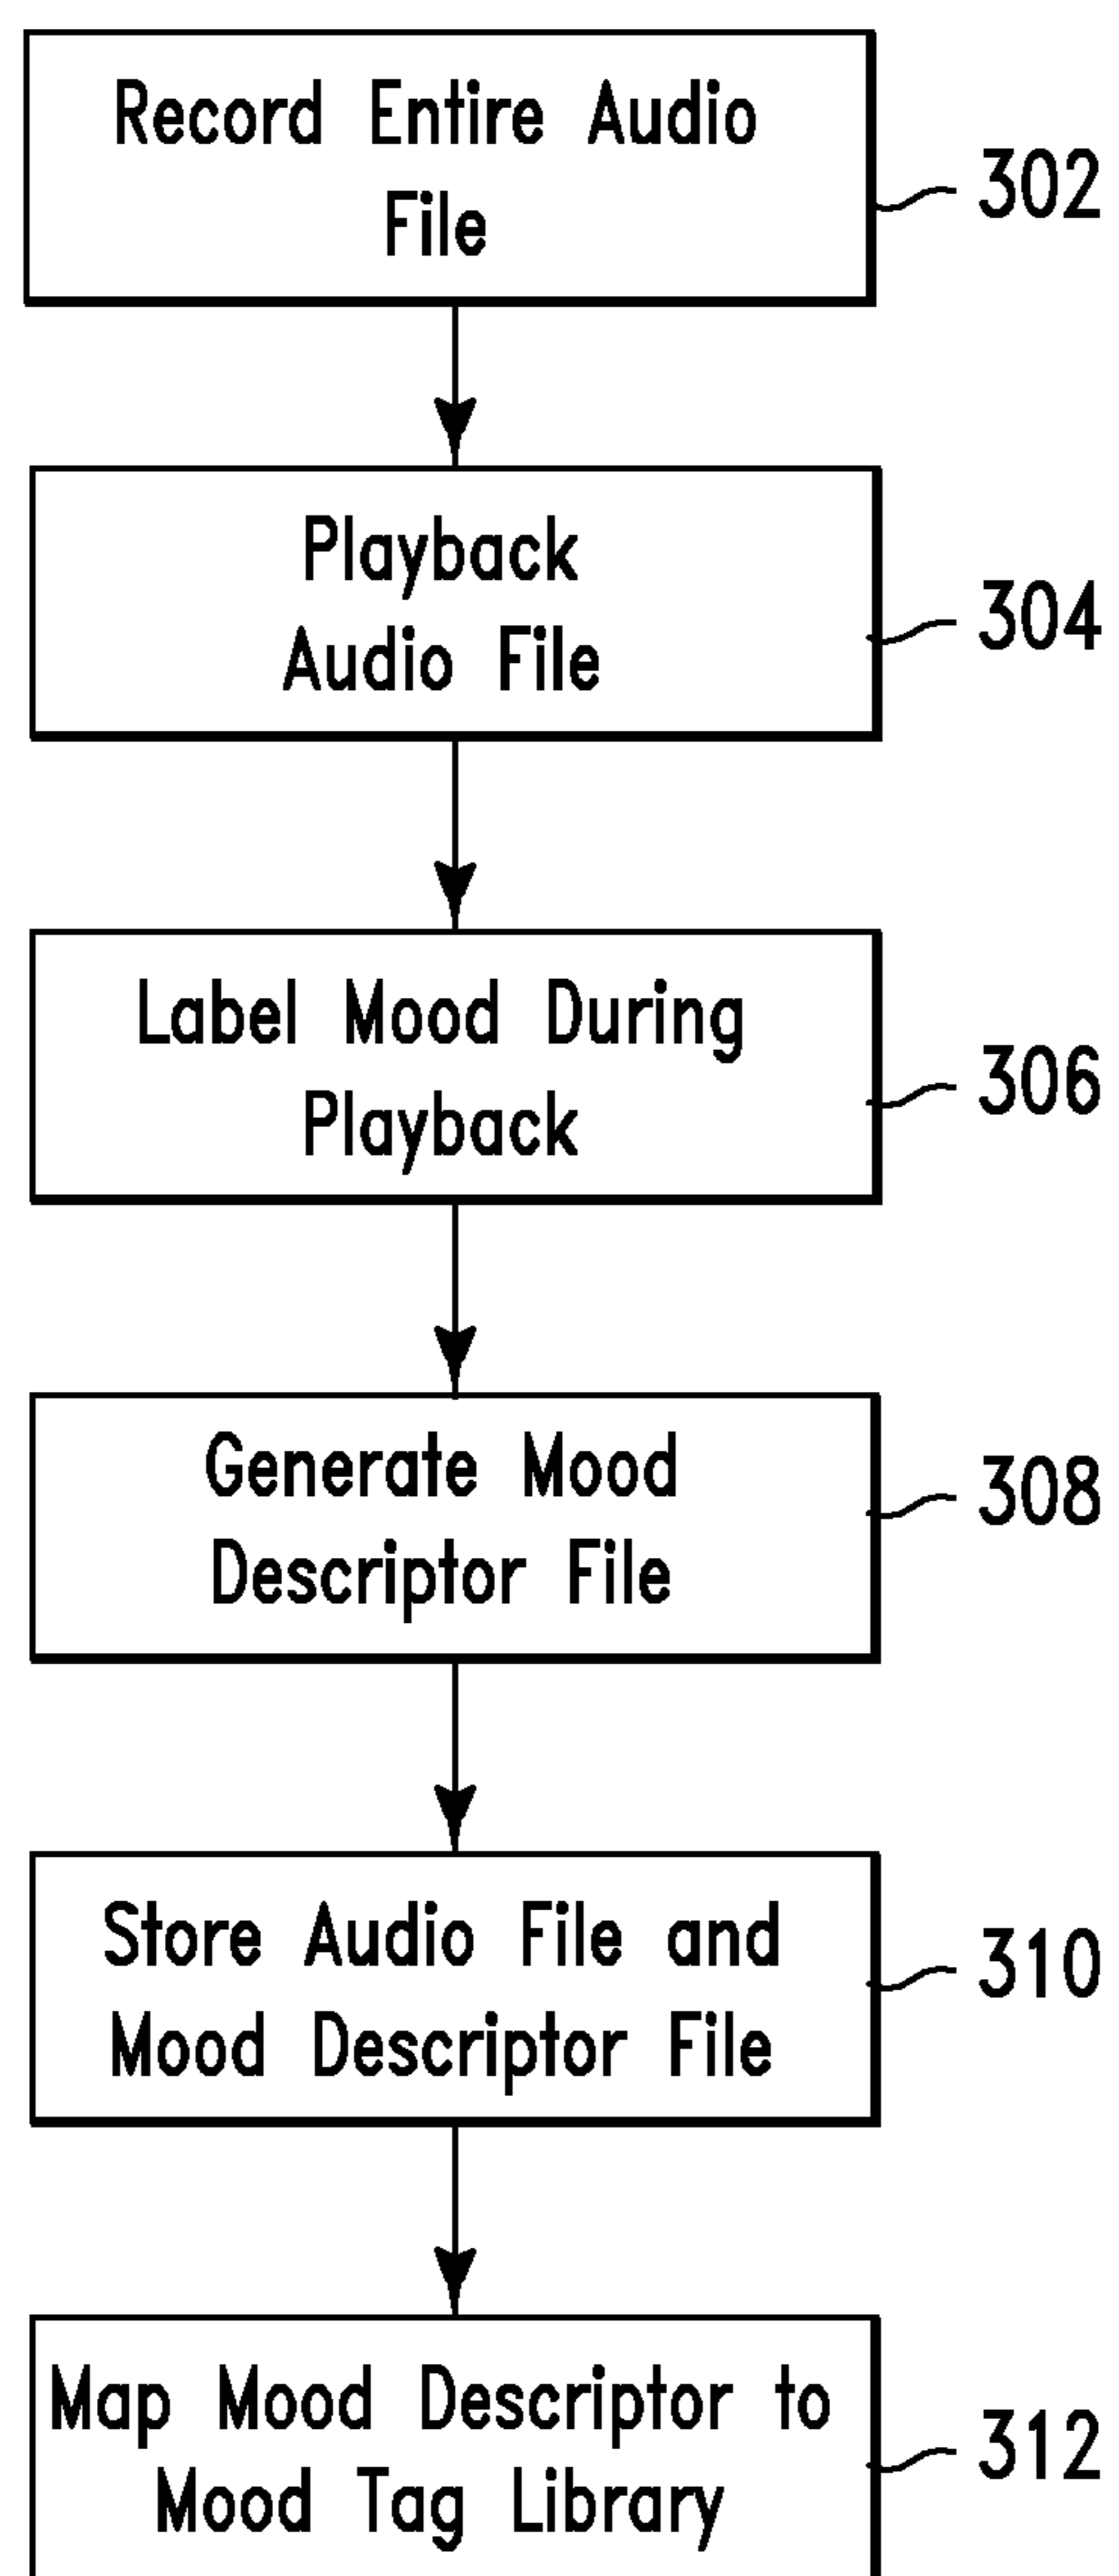 Record Entire Audio
File
302
Playback
Audio File
304
Label Mood During
Playback
306
Generate Mood
Descriptor File
308
Store Audio File and
Mood Descriptor File
310
Map Mood Descriptor to
Mood Tag Library
312